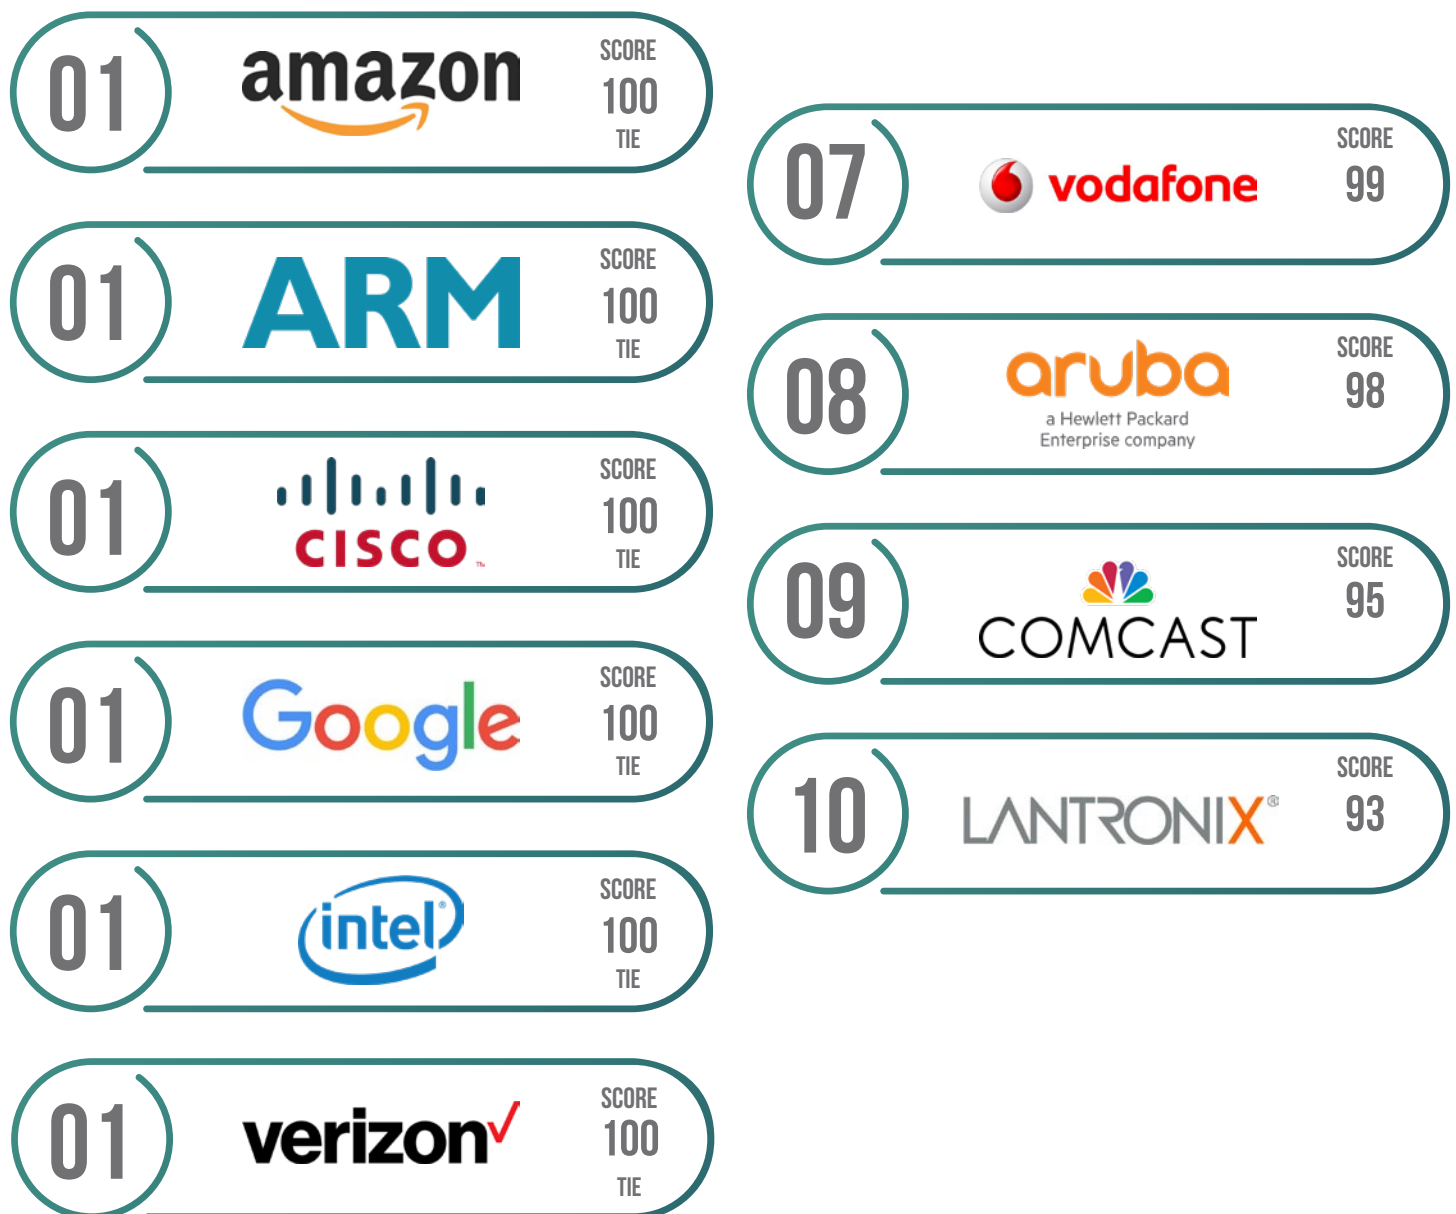 01
amazon
SCORE
100
TIE
01
ARM
SCORE
100
TIE
01
CISCO™
SCORE
100
TIE
01
Google
SCORE
100
TIE
01
intel®
SCORE
100
TIE
01
verizon
SCORE
100
TIE
07
vodafone
SCORE
99
08
aruba
a Hewlett Packard
Enterprise company
SCORE
98
09
COMCAST
SCORE
95
10
LANTRONIX®
SCORE
93